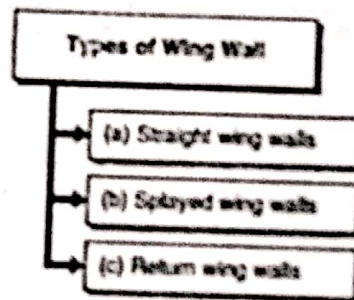 Types of Wing Wall
(a) Straight wing walls
(b) Splayed wing walls
(c) Return wing walls